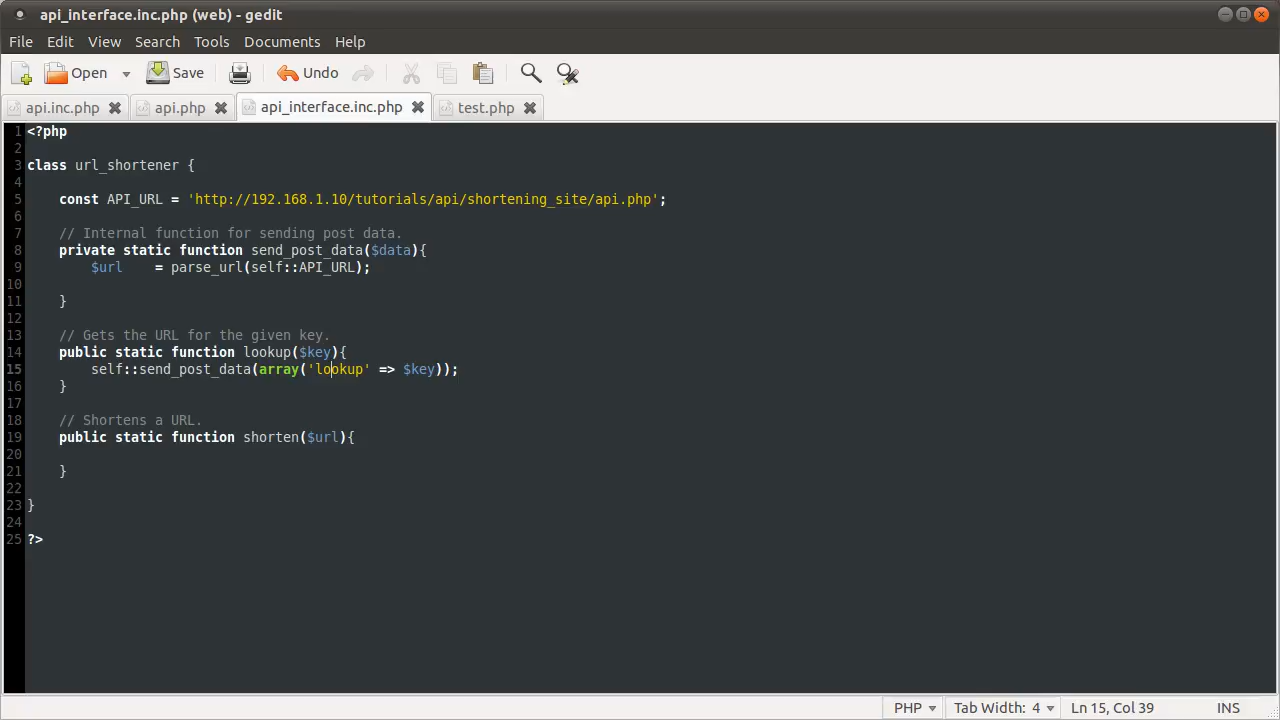 api_interface.inc.php (web) - gedit
File Edit View Search Tools Documents Help
Open Save Undo
api.inc.php api.php api_interface.inc.php test.php
1 <?php
2
3 class url_shortener {
4
5 const API_URL = 'http://192.168.1.10/tutorials/api/shortening_site/api.php';
6
7 // Internal function for sending post data.
8 private static function send_post_data($data){
9 $url = parse_url(self::API_URL);
10
11 }
12
13 // Gets the URL for the given key.
14 public static function lookup($key){
15 self::send_post_data(array('lookup' => $key));
16 }
17
18 // Shortens a URL.
19 public static function shorten($url){
20
21 }
22
23 }
24
25 ?>
PHP Tab Width: 4 Ln 15, Col 39 INS